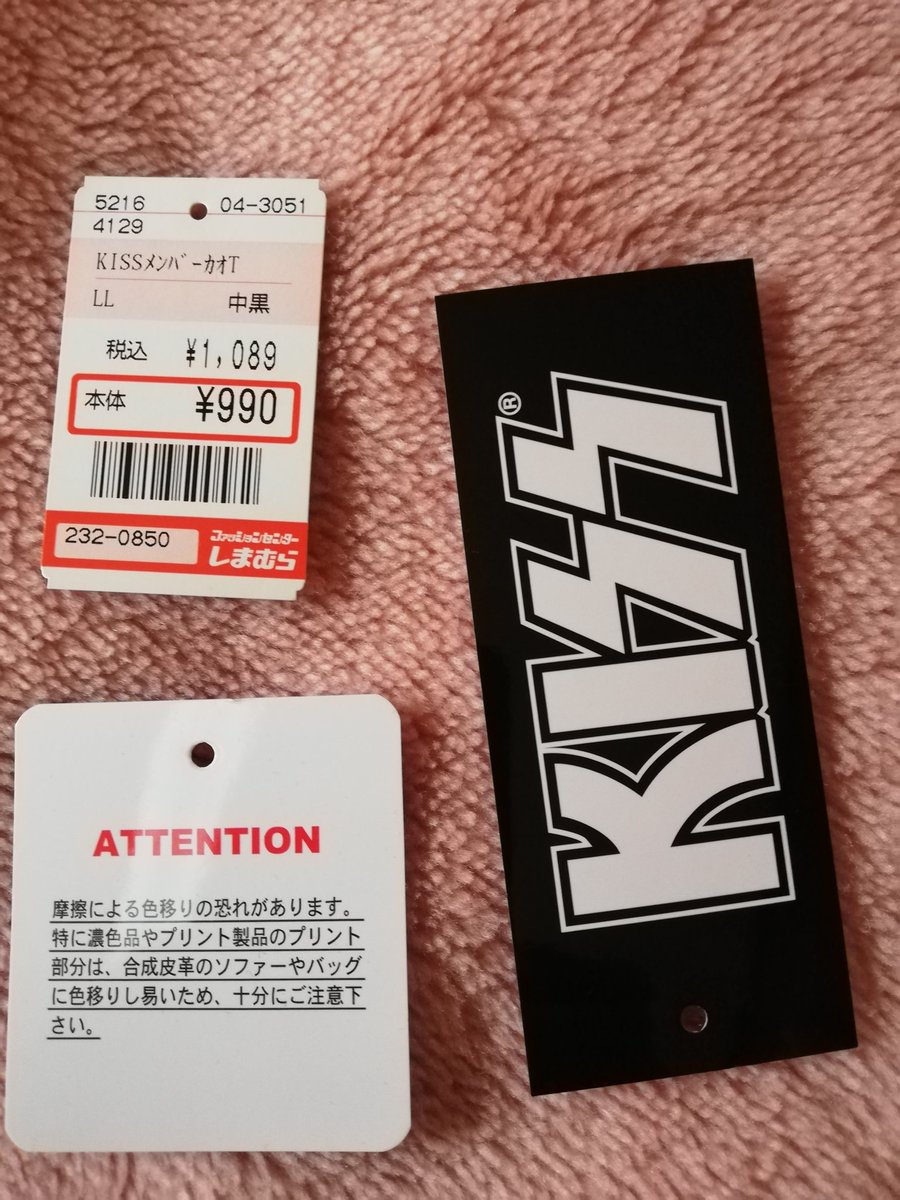 5216 04-3051
4129
KISSメンバーカオT
LL 中黒
税込 ¥1,089
本体 ¥990
232-0850 ファッションセンター
しまむら
ATTENTION
摩擦による色移りの恐れがあります。
特に濃色品やプリント製品のプリント
部分は、合成皮革のソファーやバッグ
に色移りし易いため、十分にご注意下
さい。
KISS®